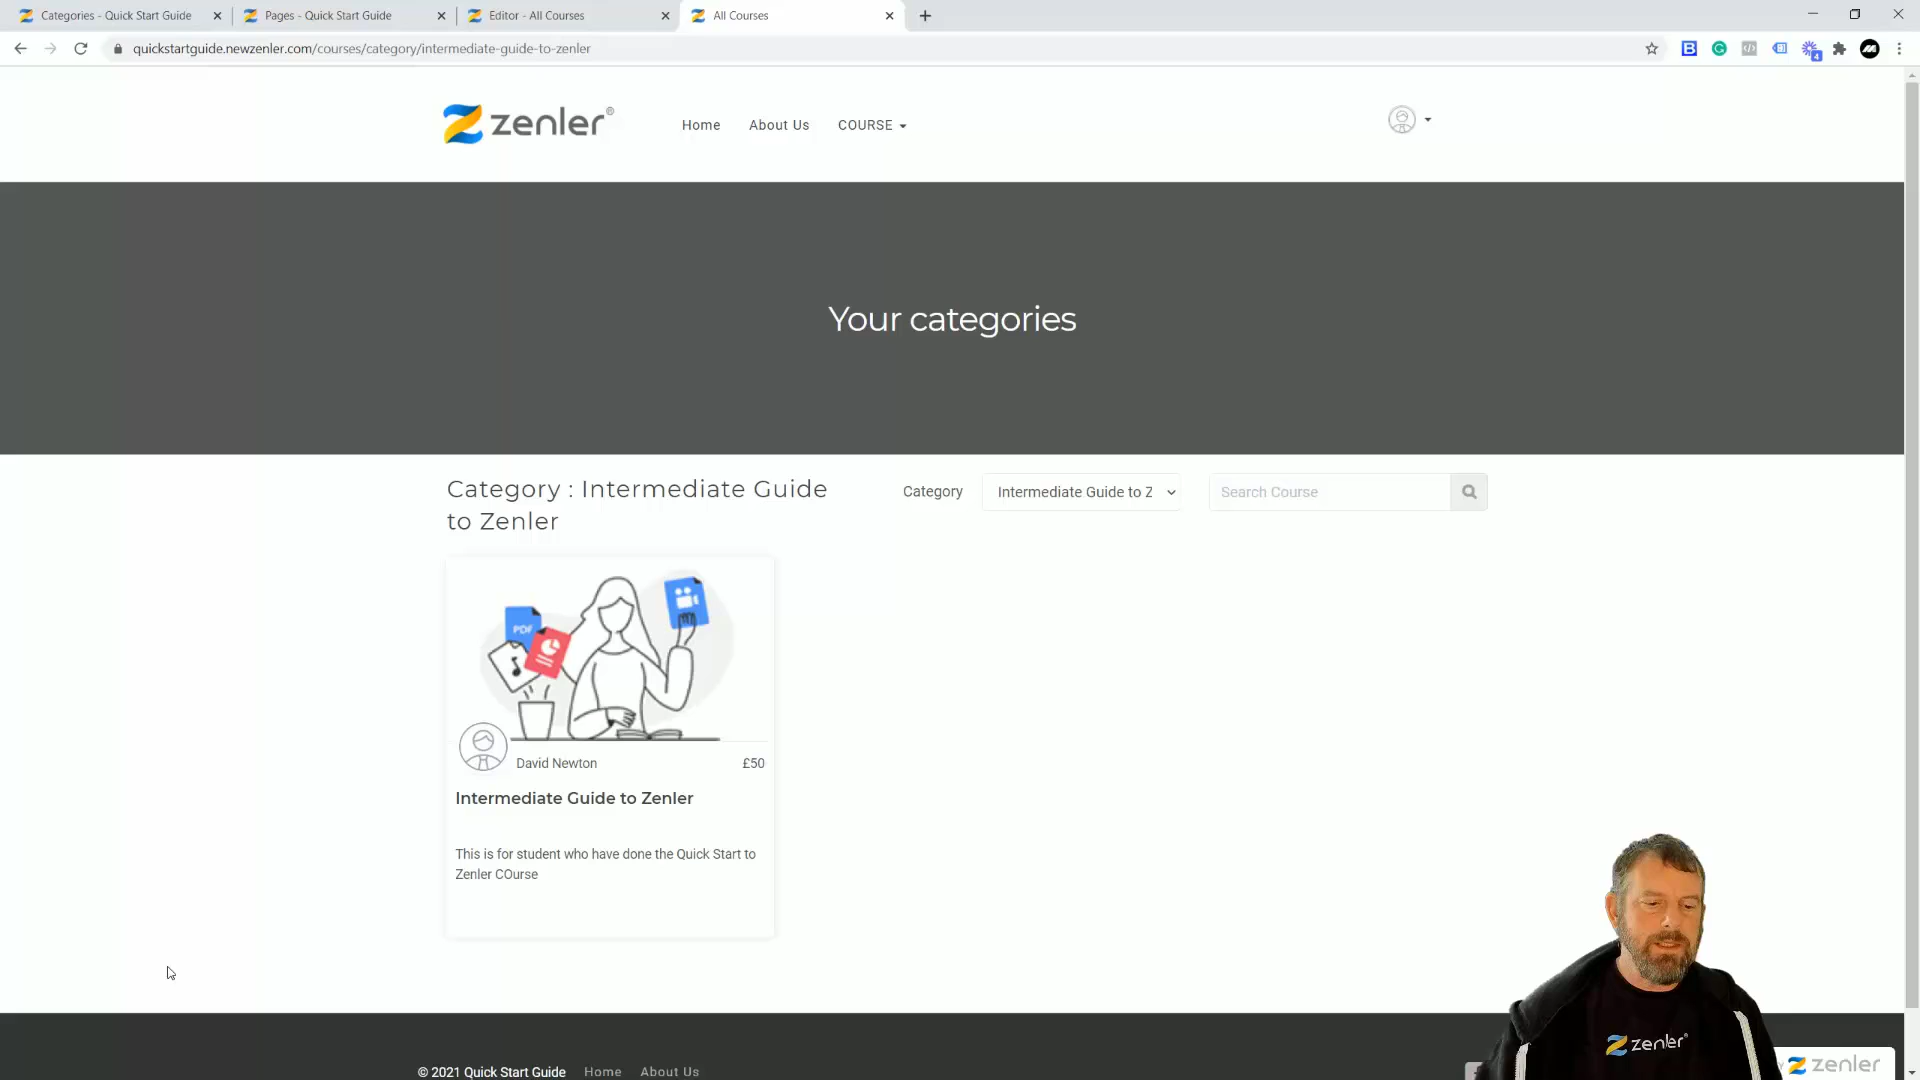 Categories - Quick Start Guide
Pages - Quick Start Guide
Editor - All Courses
All Courses
quickstartguide.newzenler.com/courses/category/intermediate-guide-to-zenler
4
zenler®
Home
About Us
COURSE
Your categories
Category : Intermediate Guide
to Zenler
Category
Intermediate Guide to Z
Search Course
PDF
David Newton
£50
Intermediate Guide to Zenler
This is for student who have done the Quick Start to
Zenler COurse
zenler®
© 2021 Quick Start Guide
Home
About Us
zenler